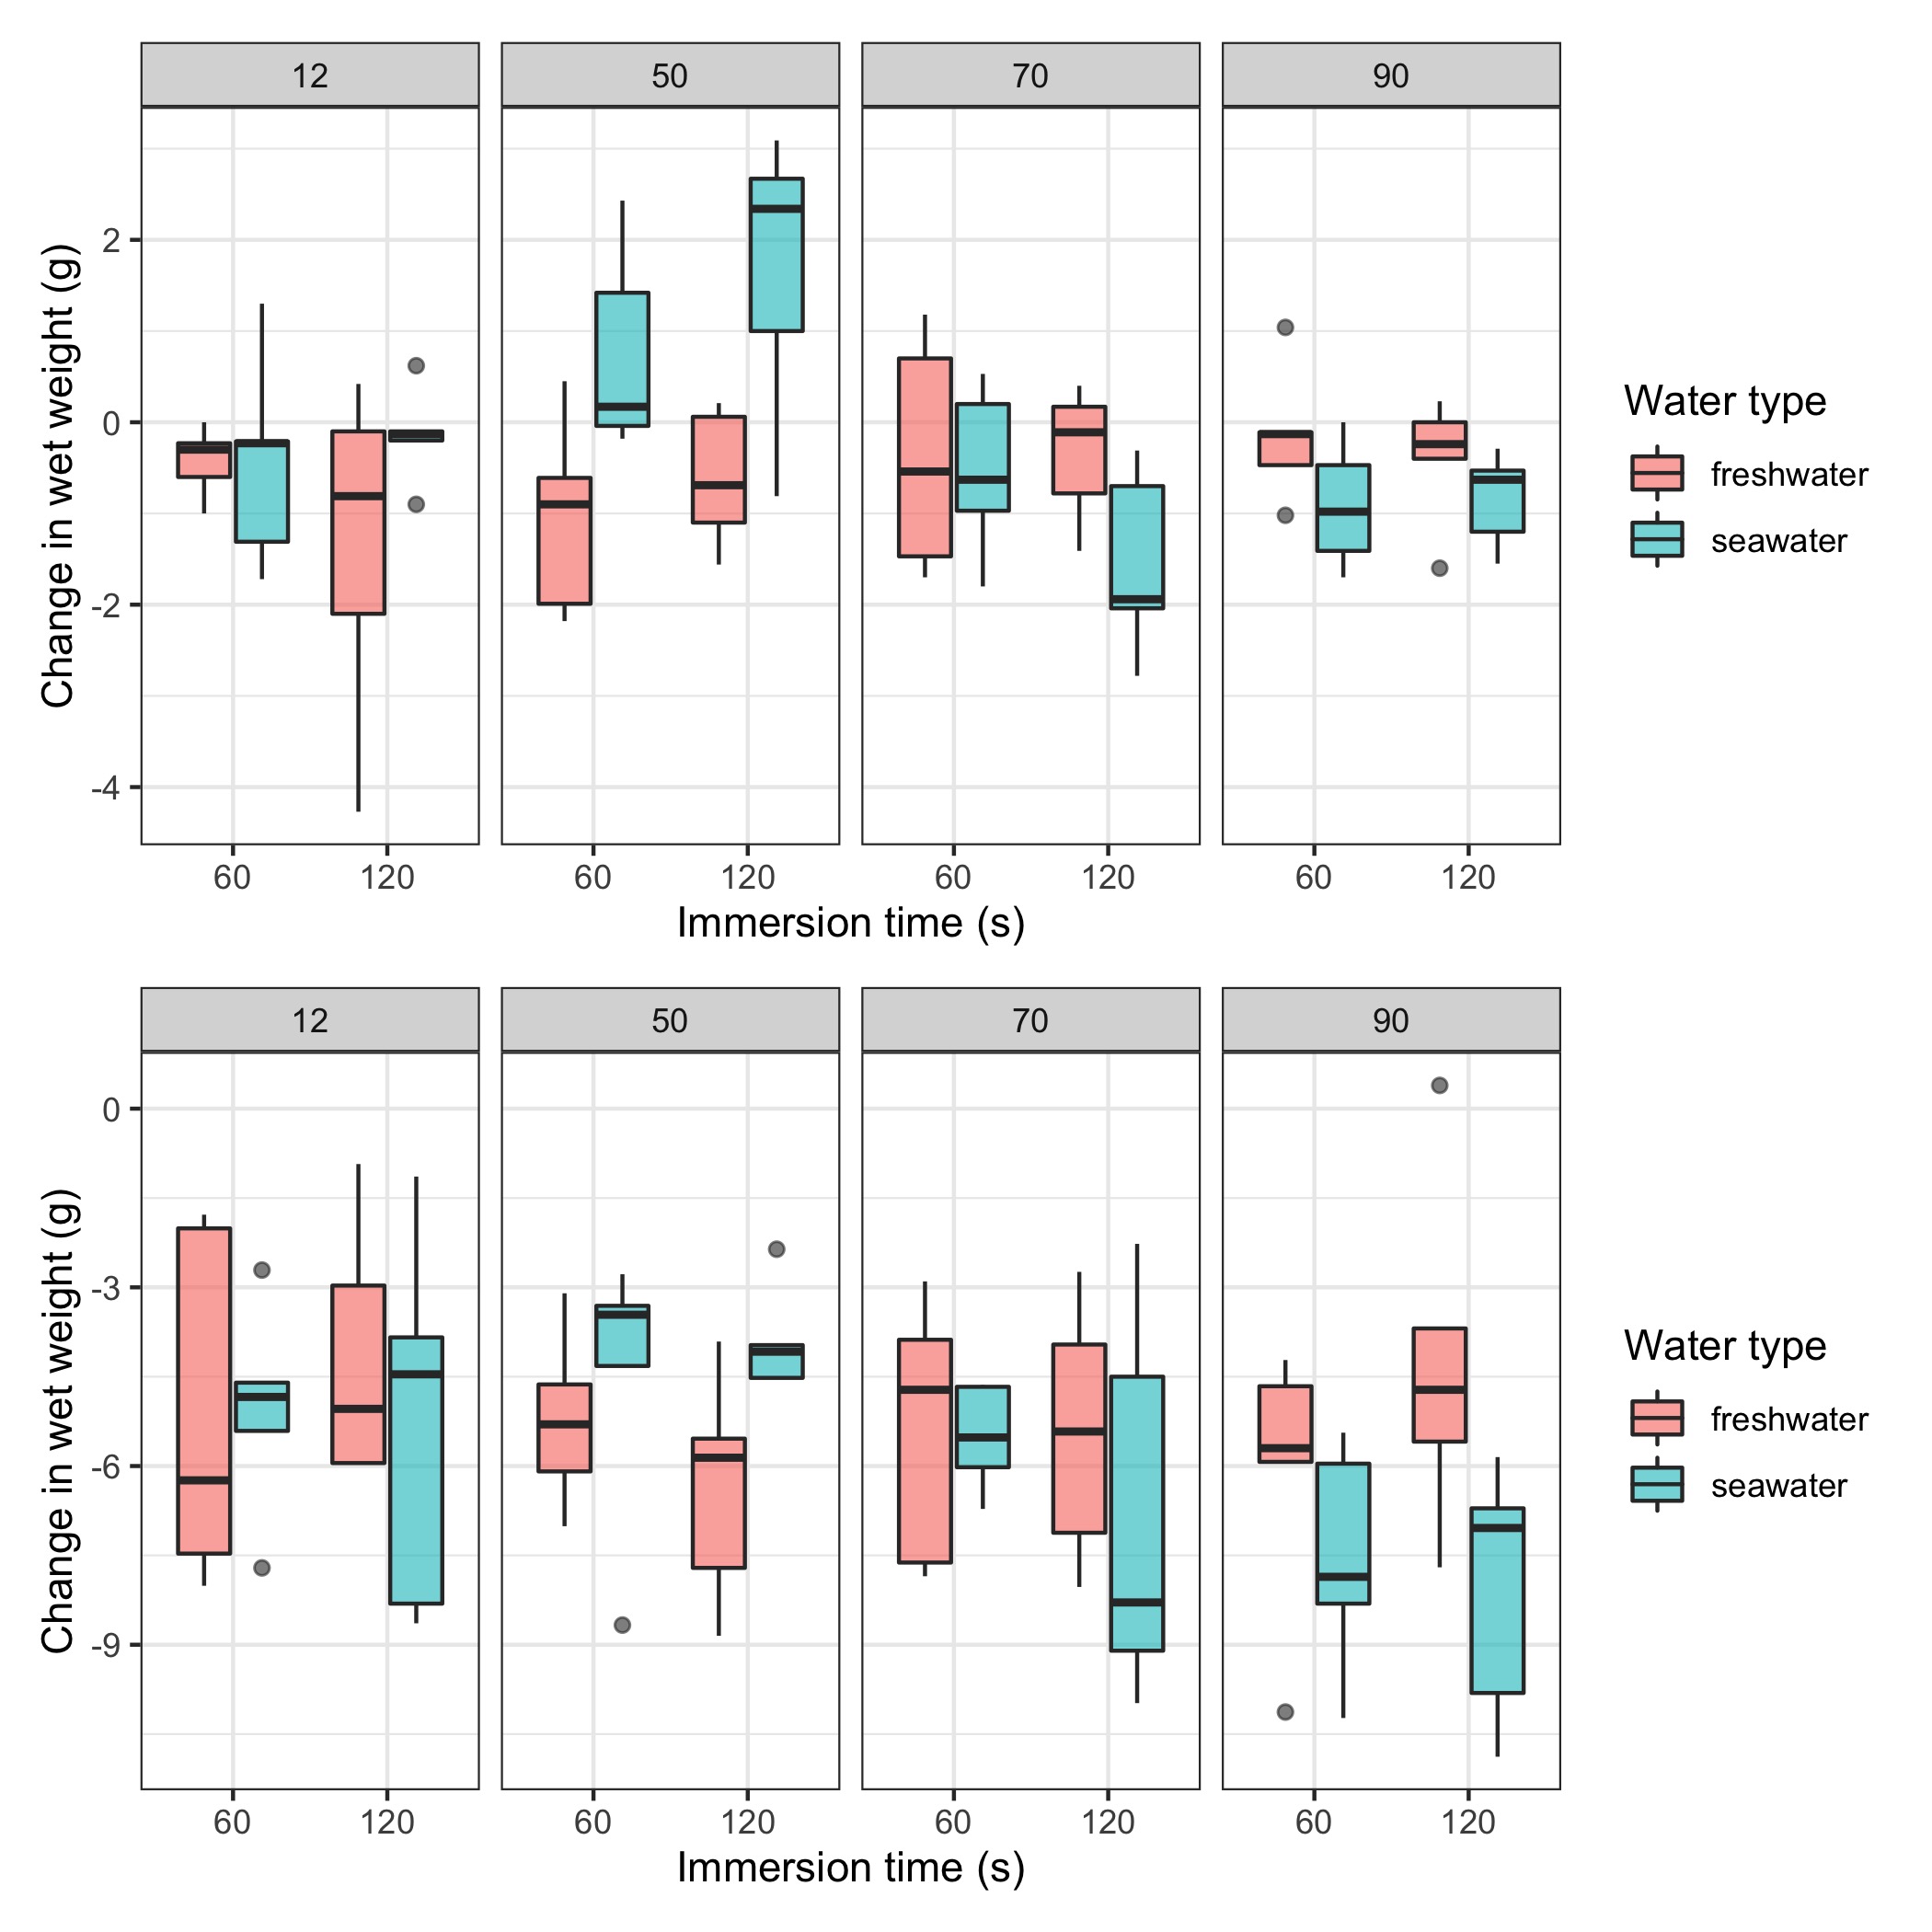 12 50 70 90
Change in wet weight (g)
2
0
-2
-4
60 120 60 120 60 120 60 120
Immersion time (s)
Water type
freshwater
seawater
12 50 70 90
Change in wet weight (g)
0
-3
-6
-9
60 120 60 120 60 120 60 120
Immersion time (s)
Water type
freshwater
seawater